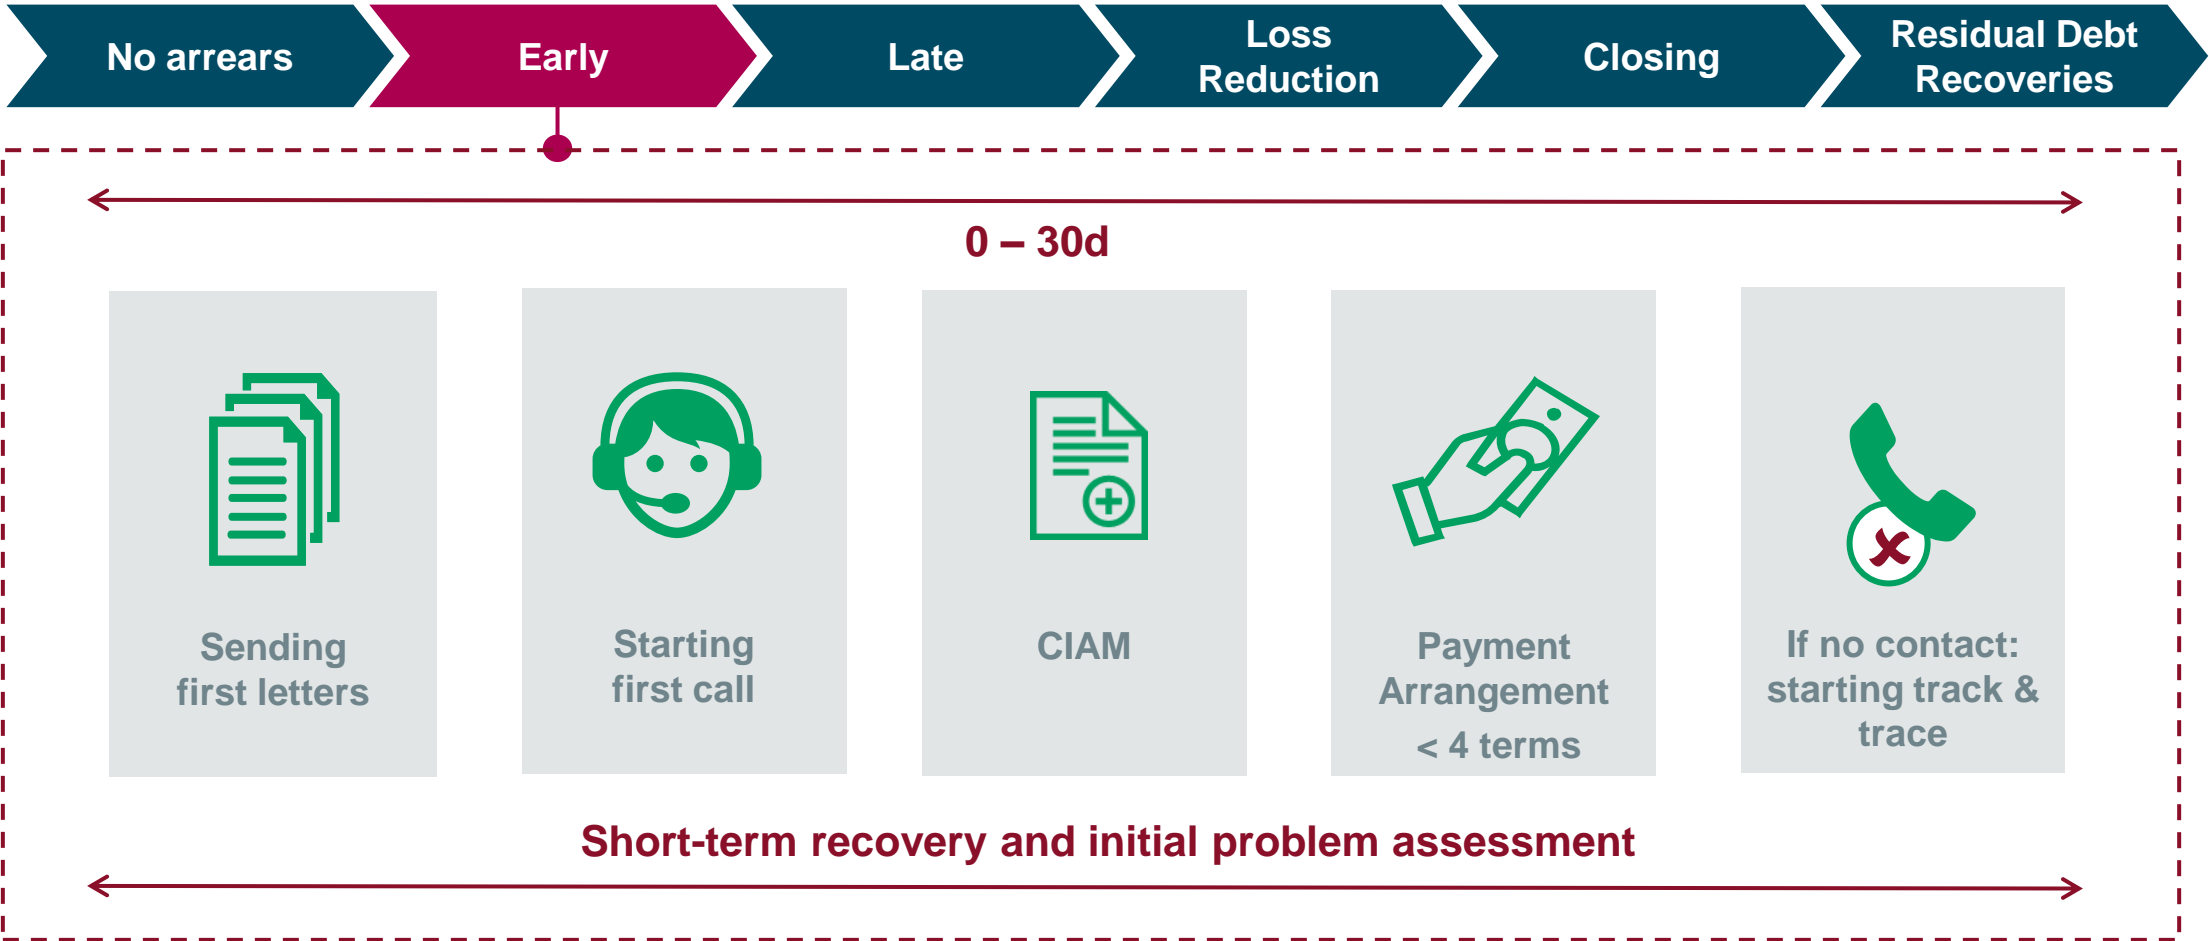 No arrears
Early
Late
Loss
Reduction
Closing
Residual Debt
Recoveries
0 – 30d
Sending
first letters
Starting
first call
CIAM
Payment
Arrangement
< 4 terms
If no contact:
starting track &
trace
Short-term recovery and initial problem assessment